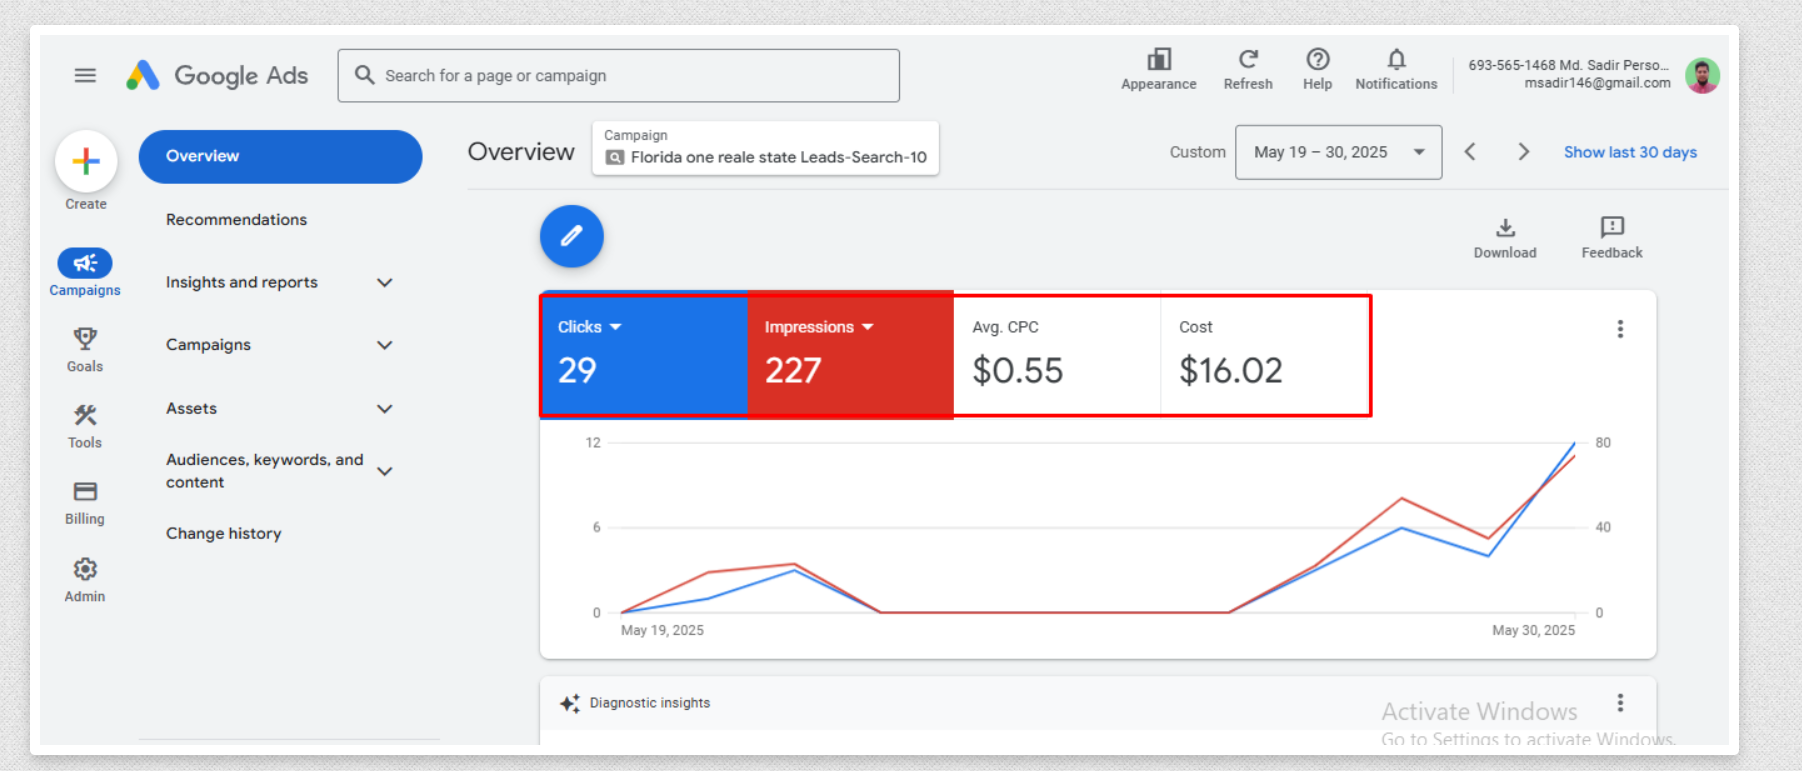 Google Ads
Search for a page or campaign
Appearance
Refresh
Help
Notifications
693-565-1468 Md. Sadir Perso...
msadir146@gmail.com
Create
Campaigns
Goals
Tools
Billing
Admin
Overview
Recommendations
Insights and reports
Campaigns
Assets
Audiences, keywords, and
content
Change history
Overview
Campaign
Florida one reale state Leads-Search-10
Custom
May 19 – 30, 2025
Show last 30 days
Download
Feedback
Clicks
29
Impressions
227
Avg. CPC
$0.55
Cost
$16.02
12
80
6
40
0
0
May 19, 2025
May 30, 2025
Diagnostic insights
Activate Windows
Go to Settings to activate Windows.